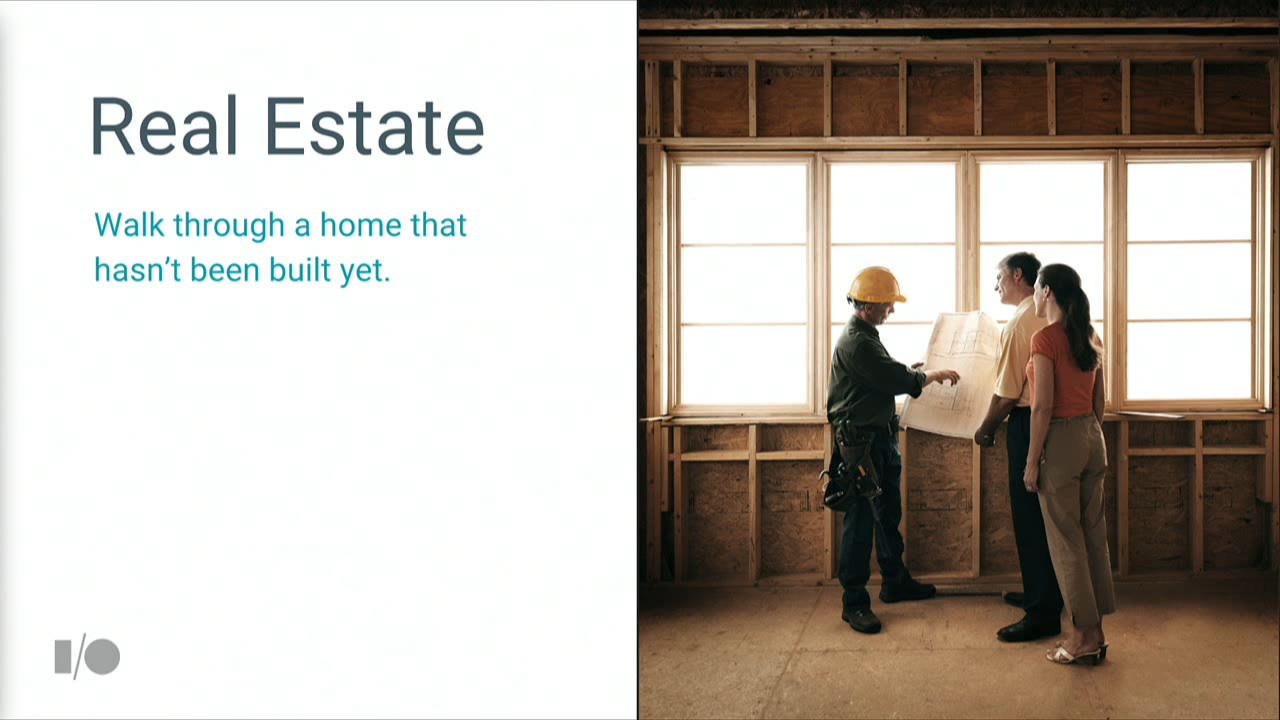 Real Estate
Walk through a home that
hasn’t been built yet.
I/O